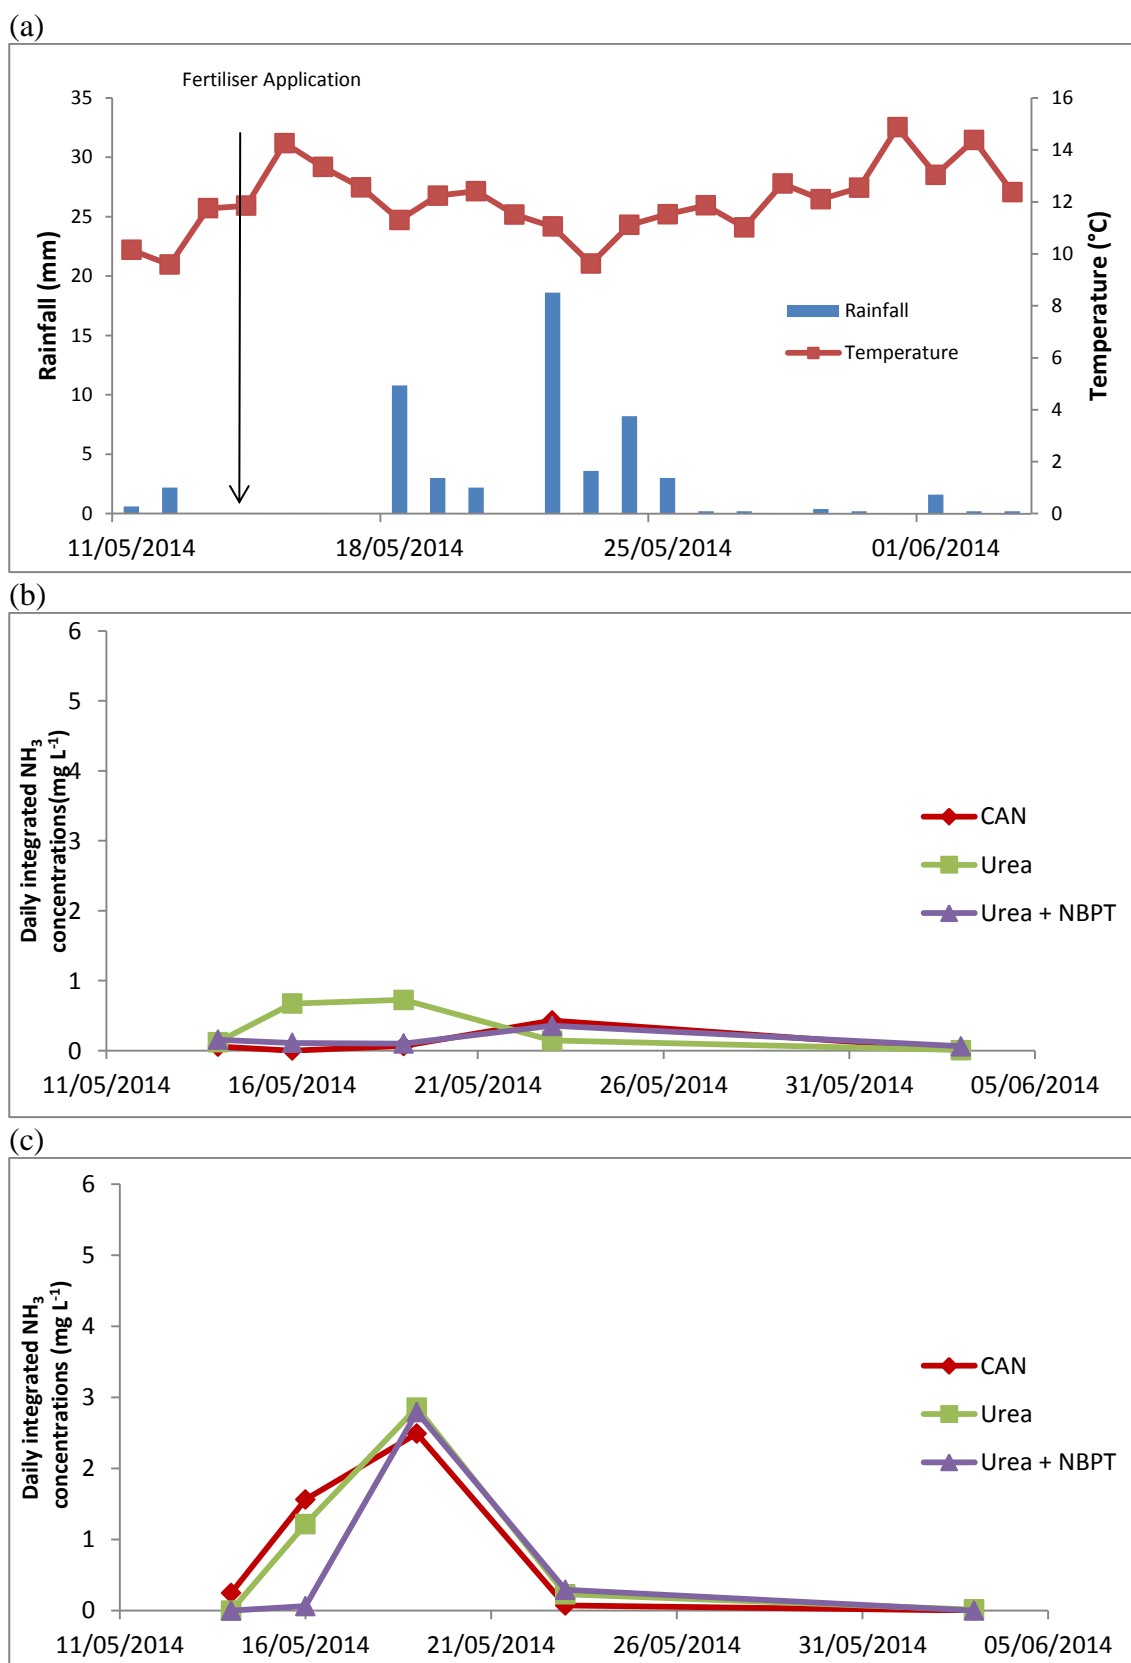 (a)
Fertiliser Application
35
30
25
20
15
10
5
0
Rainfall (mm)
16
14
12
10
8
6
4
2
0
Temperature (°C)
Rainfall
Temperature
11/05/2014 18/05/2014 25/05/2014 01/06/2014
(b)
6
5
4
3
2
1
0
Daily integrated NH₃
concentrations(mg L⁻¹)
CAN
Urea
Urea + NBPT
11/05/2014 16/05/2014 21/05/2014 26/05/2014 31/05/2014 05/06/2014
(c)
6
5
4
3
2
1
0
Daily integrated NH₃
concentrations (mg L⁻¹)
CAN
Urea
Urea + NBPT
11/05/2014 16/05/2014 21/05/2014 26/05/2014 31/05/2014 05/06/2014